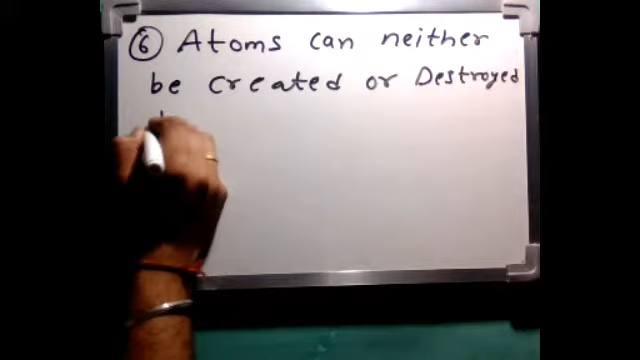 ⑥ Atoms can neither
be created or Destroyed